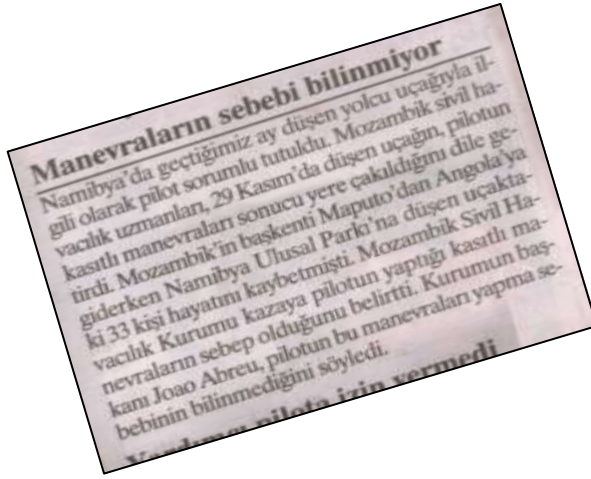 Manevraların sebebi bilinmiyor
Namibya'da geçtiğimiz ay düşen yolcu uçağıyla il-
gili olarak pilot sorumlu tutuldu. Mozambik sivil ha-
vacılık uzmanları, 29 Kasım'da düşen uçağın, pilotun
kasıtlı manevraları sonucu yere çakıldığını dile ge-
tirdi. Mozambik'in başkenti Maputo'dan Angola'ya
giderken Namibya Ulusal Parkı'na düşen uçakta-
ki 33 kişi hayatını kaybetmişti. Mozambik Sivil Ha-
vacılık Kurumu kazaya pilotun yaptığı kasıtlı ma-
nevraların sebep olduğunu belirtti. Kurumun baş-
kanı Joao Abreu, pilotun bu manevraları yapma se-
bebinin bilinmediğini söyledi.
Yardımcı pilota izin vermedi